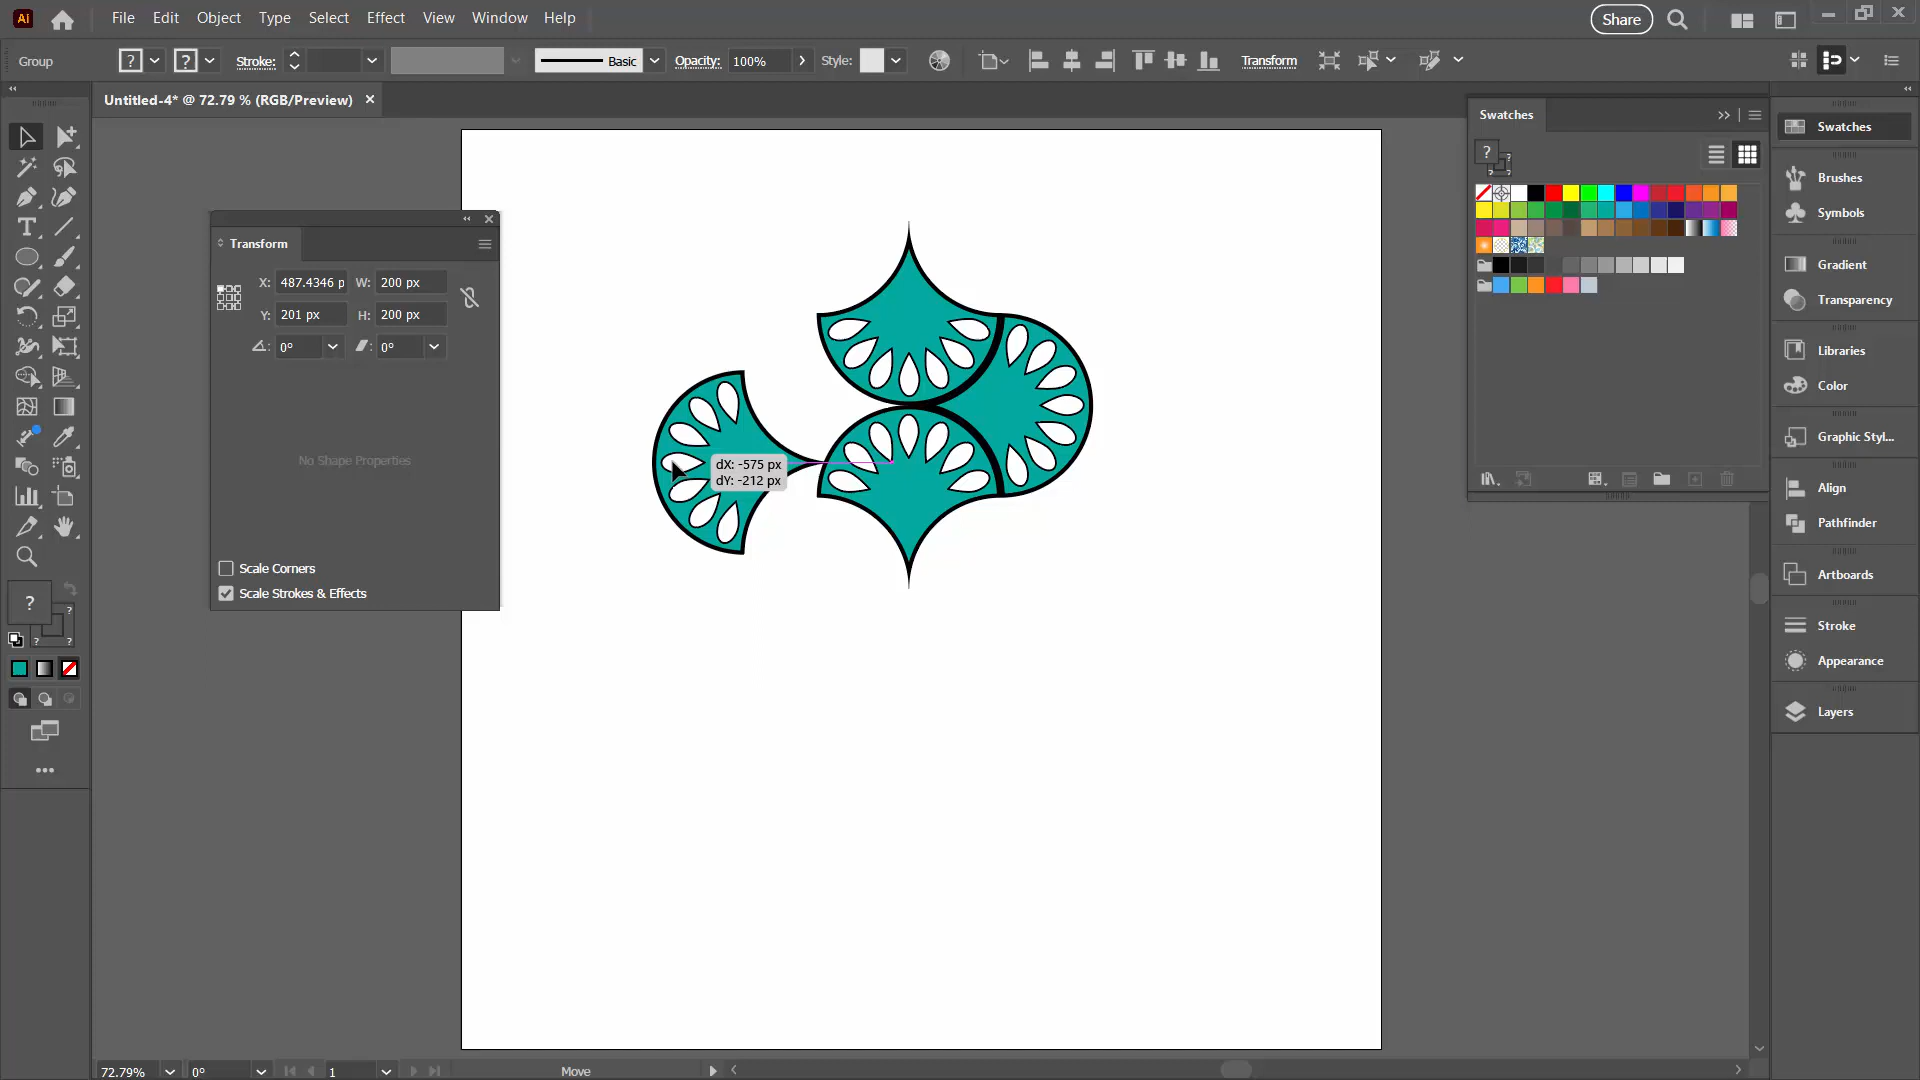 Ai File Edit Object Type Select Effect View Window Help Share
Group ? ? Stroke: Basic Opacity: 100% Style: Transform
Untitled-4* @ 72.79 % (RGB/Preview) ×
Swatches
?
Transform
X: 487.4346 p W: 200 px
Y: 201 px H: 200 px
0° 0°
No Shape Properties
Scale Corners
Scale Strokes & Effects
dX: -575 px
dY: -212 px
Swatches
Brushes
Symbols
Gradient
Transparency
Libraries
Color
Graphic Styl...
Align
Pathfinder
Artboards
Stroke
Appearance
Layers
T
?
?
?
?
72.79% 0° 1 Move